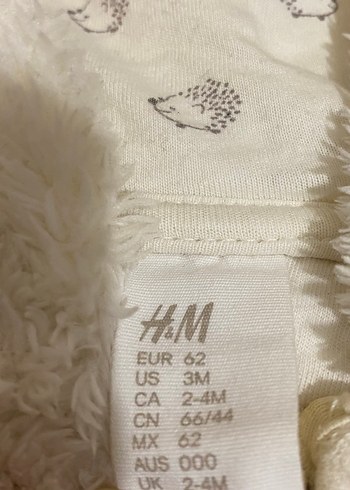 H&M
EUR 62
US 3M
CA 2-4M
CN 66/44
MX 62
AUS 000
UK 2-4M